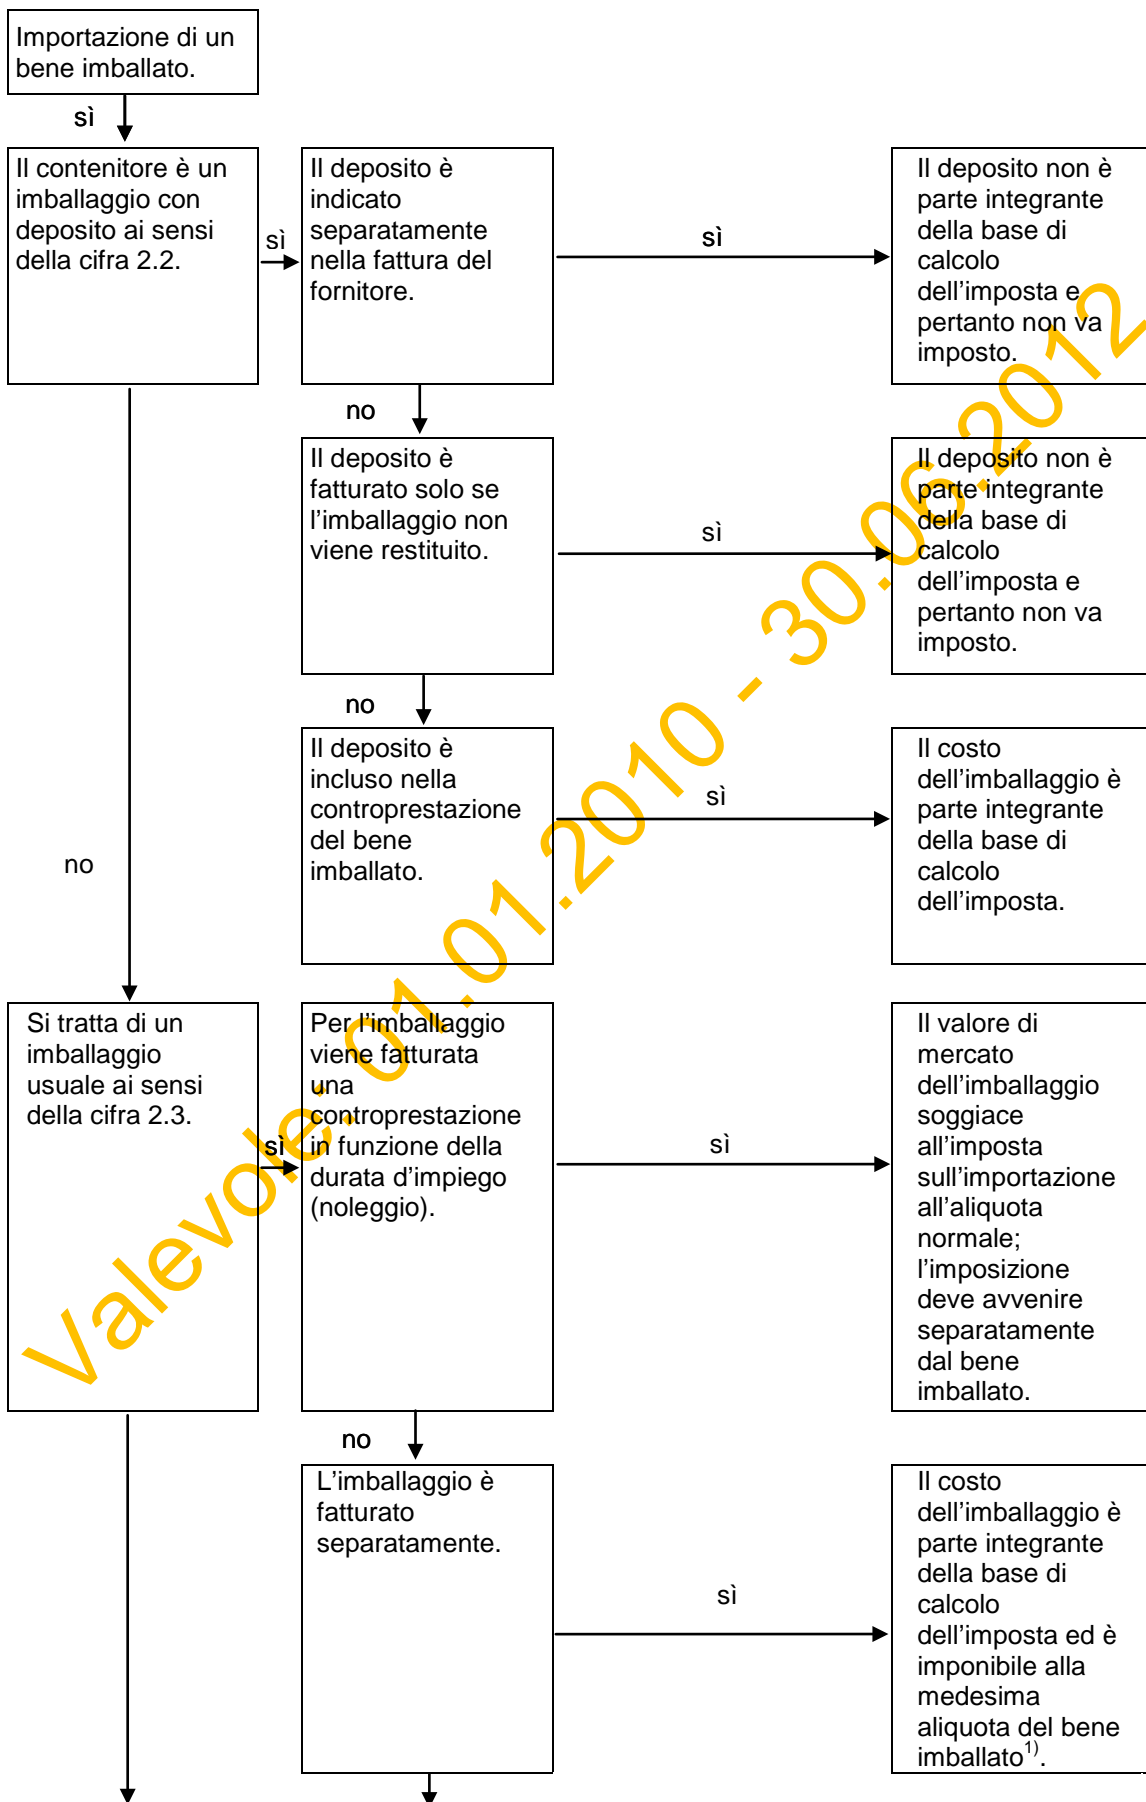 Importazione di un
bene imballato.
sì
Il contenitore è un
imballaggio con
deposito ai sensi
della cifra 2.2.
sì
Il deposito è
indicato
separatamente
nella fattura del
fornitore.
sì
Il deposito non è
parte integrante
della base di
calcolo
dell’imposta e
pertanto non va
imposto.
no
Il deposito è
fatturato solo se
l’imballaggio non
viene restituito.
sì
Il deposito non è
parte integrante
della base di
calcolo
dell’imposta e
pertanto non va
imposto.
no
Il deposito è
incluso nella
controprestazione
del bene
imballato.
sì
Il costo
dell’imballaggio è
parte integrante
della base di
calcolo
dell’imposta.
no
Si tratta di un
imballaggio
usuale ai sensi
della cifra 2.3.
sì
Per l’imballaggio
viene fatturata
una
controprestazione
in funzione della
durata d’impiego
(noleggio).
sì
Il valore di
mercato
dell’imballaggio
soggiace
all’imposta
sull’importazione
all’aliquota
normale;
l’imposizione
deve avvenire
separatamente
dal bene
imballato.
no
L’imballaggio è
fatturato
separatamente.
sì
Il costo
dell’imballaggio è
parte integrante
della base di
calcolo
dell’imposta ed è
imponibile alla
medesima
aliquota del bene
imballato1).
Valevole: 01.01.2010 - 30.06.2012